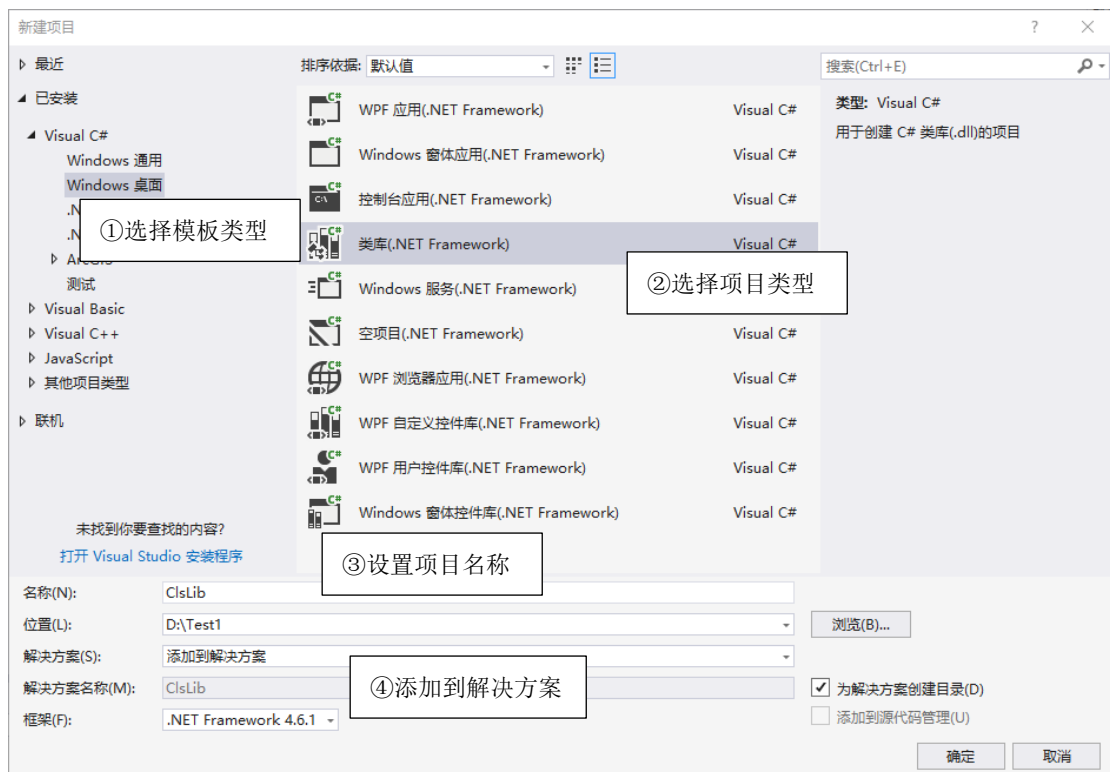 新建项目
最近
排序依据: 默认值
搜索(Ctrl+E)
已安装
Visual C#
Windows 通用
Windows 桌面
.N
.N
测试
Visual Basic
Visual C++
JavaScript
其他项目类型
联机
未找到你要查找的内容?
打开 Visual Studio 安装程序
①选择模板类型
WPF 应用(.NET Framework) Visual C#
Windows 窗体应用(.NET Framework) Visual C#
控制台应用(.NET Framework) Visual C#
类库(.NET Framework) Visual C#
Windows 服务(.NET Framework)
空项目(.NET Framework) Visual C#
WPF 浏览器应用(.NET Framework) Visual C#
WPF 自定义控件库(.NET Framework) Visual C#
WPF 用户控件库(.NET Framework) Visual C#
Windows 窗体控件库(.NET Framework) Visual C#
②选择项目类型
类型: Visual C#
用于创建 C# 类库(.dll)的项目
③设置项目名称
名称(N): ClsLib
位置(L): D:\Test1
浏览(B)...
解决方案(S): 添加到解决方案
解决方案名称(M): ClsLib
④添加到解决方案
为解决方案创建目录(D)
框架(F): .NET Framework 4.6.1
添加到源代码管理(U)
确定
取消